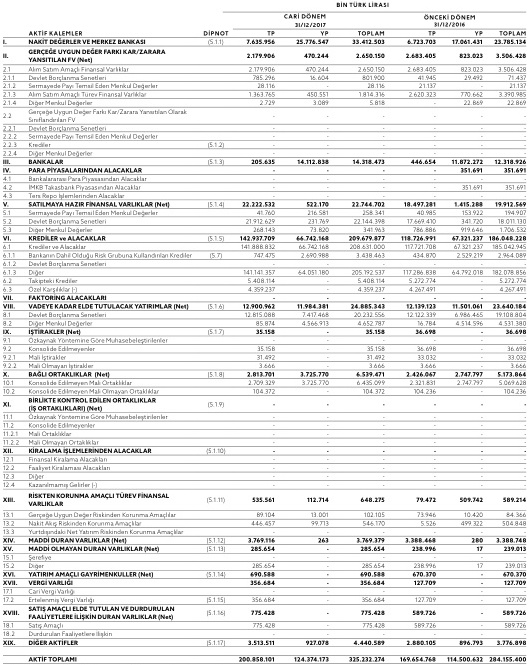 BİN TÜRK LİRASI
CARİ DÖNEM ÖNCEKİ DÖNEM
31/12/2017 31/12/2016
AKTİF KALEMLER DİPNOT TP YP TOPLAM TP YP TOPLAM
I. NAKİT DEĞERLER VE MERKEZ BANKASI (5.1.1) 7.635.956 25.776.547 33.412.503 6.723.703 17.061.431 23.785.134
II. GERÇEĞE UYGUN DEĞER FARKI KAR/ZARARA
YANSITILAN FV (Net) 2.179.906 470.244 2.650.150 2.683.405 823.023 3.506.428
2.1 Alım Satım Amaçlı Finansal Varlıklar 2.179.906 470.244 2.650.150 2.683.405 823.023 3.506.428
2.1.1 Devlet Borçlanma Senetleri 785.296 16.604 801.900 41.945 29.492 71.437
2.1.2 Sermayede Payı Temsil Eden Menkul Değerler 28.116 - 28.116 21.137 - 21.137
2.1.3 Alım Satım Amaçlı Türev Finansal Varlıklar 1.363.765 450.551 1.814.316 2.620.323 770.662 3.390.985
2.1.4 Diğer Menkul Değerler 2.729 3.089 5.818 - 22.869 22.869
2.2 Gerçeğe Uygun Değer Farkı Kar/Zarara Yansıtılan Olarak
Sınıflandırılan FV - - - - - -
2.2.1 Devlet Borçlanma Senetleri - - - - - -
2.2.2 Sermayede Payı Temsil Eden Menkul Değerler - - - - - -
2.2.3 Krediler (5.1.2) - - - - - -
2.2.4 Diğer Menkul Değerler - - - - - -
III. BANKALAR (5.1.3) 205.635 14.112.838 14.318.473 446.654 11.872.272 12.318.926
IV. PARA PİYASALARINDAN ALACAKLAR - - - - 351.691 351.691
4.1 Bankalararası Para Piyasasından Alacaklar - - - - - -
4.2 İMKB Takasbank Piyasasından Alacaklar - - - - 351.691 351.691
4.3 Ters Repo İşlemlerinden Alacaklar - - - - - -
V. SATILMAYA HAZIR FİNANSAL VARLIKLAR (Net) (5.1.4) 22.222.532 522.170 22.744.702 18.497.281 1.415.288 19.912.569
5.1 Sermayede Payı Temsil Eden Menkul Değerler 41.760 216.581 258.341 40.985 153.922 194.907
5.2 Devlet Borçlanma Senetleri 21.912.629 231.769 22.144.398 17.669.410 341.720 18.011.130
5.3 Diğer Menkul Değerler 268.143 73.820 341.963 786.886 919.646 1.706.532
VI. KREDİLER ve ALACAKLAR (5.1.5) 142.937.709 66.742.168 209.679.877 118.726.991 67.321.237 186.048.228
6.1 Krediler ve Alacaklar 141.888.832 66.742.168 208.631.000 117.721.708 67.321.237 185.042.945
6.1.1 Bankanın Dahil Olduğu Risk Grubuna Kullandırılan Krediler (5.7) 747.475 2.690.988 3.438.463 434.870 2.529.219 2.964.089
6.1.2 Devlet Borçlanma Senetleri - - - - - -
6.1.3 Diğer 141.141.357 64.051.180 205.192.537 117.286.838 64.792.018 182.078.856
6.2 Takipteki Krediler 5.408.114 - 5.408.114 5.272.774 - 5.272.774
6.3 Özel Karşılıklar (-) 4.359.237 - 4.359.237 4.267.491 - 4.267.491
VII. FAKTORİNG ALACAKLARI - - - - - -
VIII. VADEYE KADAR ELDE TUTULACAK YATIRIMLAR (Net) (5.1.6) 12.900.962 11.984.381 24.885.343 12.139.123 11.501.061 23.640.184
8.1 Devlet Borçlanma Senetleri 12.815.088 7.417.468 20.232.556 12.122.339 6.986.465 19.108.804
8.2 Diğer Menkul Değerler 85.874 4.566.913 4.652.787 16.784 4.514.596 4.531.380
IX. İŞTİRAKLER (Net) (5.1.7) 35.158 - 35.158 36.698 - 36.698
9.1 Özkaynak Yöntemine Göre Muhasebeleştirilenler - - - - - -
9.2 Konsolide Edilmeyenler 35.158 - 35.158 36.698 - 36.698
9.2.1 Mali İştirakler 31.492 - 31.492 33.032 - 33.032
9.2.2 Mali Olmayan İştirakler 3.666 - 3.666 3.666 - 3.666
X. BAĞLI ORTAKLIKLAR (Net) (5.1.8) 2.813.701 3.725.770 6.539.471 2.426.067 2.747.797 5.173.864
10.1 Konsolide Edilmeyen Mali Ortaklıklar 2.709.329 3.725.770 6.435.099 2.321.831 2.747.797 5.069.628
10.2 Konsolide Edilmeyen Mali Olmayan Ortaklıklar 104.372 - 104.372 104.236 - 104.236
XI. BİRLİKTE KONTROL EDİLEN ORTAKLIKLAR
(İŞ ORTAKLIKLARI) (Net) (5.1.9) - - - - - -
11.1 Özkaynak Yöntemine Göre Muhasebeleştirilenler - - - - - -
11.2 Konsolide Edilmeyenler - - - - - -
11.2.1 Mali Ortaklıklar - - - - - -
11.2.2 Mali Olmayan Ortaklıklar - - - - - -
XII. KİRALAMA İŞLEMLERİNDEN ALACAKLAR (5.1.10) - - - - - -
12.1 Finansal Kiralama Alacakları - - - - - -
12.2 Faaliyet Kiralaması Alacakları - - - - - -
12.3 Diğer - - - - - -
12.4 Kazanılmamış Gelirler (-) - - - - - -
XIII. RİSKTEN KORUNMA AMAÇLI TÜREV FİNANSAL
VARLIKLAR (5.1.11) 535.561 112.714 648.275 79.472 509.742 589.214
13.1 Gerçeğe Uygun Değer Riskinden Korunma Amaçlılar 89.104 13.001 102.105 73.946 10.420 84.366
13.2 Nakit Akış Riskinden Korunma Amaçlılar 446.457 99.713 546.170 5.526 499.322 504.848
13.3 Yurtdışındaki Net Yatırım Riskinden Korunma Amaçlılar - - - - - -
XIV. MADDİ DURAN VARLIKLAR (Net) (5.1.12) 3.769.116 263 3.769.379 3.388.468 280 3.388.748
XV. MADDİ OLMAYAN DURAN VARLIKLAR (Net) (5.1.13) 285.654 - 285.654 238.996 17 239.013
15.1 Şerefiye - - - - - -
15.2 Diğer 285.654 - 285.654 238.996 17 239.013
XVI. YATIRIM AMAÇLI GAYRİMENKULLER (Net) (5.1.14) 690.588 - 690.588 670.370 - 670.370
XVII. VERGİ VARLIĞI 356.684 - 356.684 127.709 - 127.709
17.1 Cari Vergi Varlığı - - - - - -
17.2 Ertelenmiş Vergi Varlığı (5.1.15) 356.684 - 356.684 127.709 - 127.709
XVIII. SATIŞ AMAÇLI ELDE TUTULAN VE DURDURULAN
FAALİYETLERE İLİŞKİN DURAN VARLIKLAR (Net) (5.1.16) 775.428 - 775.428 589.726 - 589.726
18.1 Satış Amaçlı 775.428 - 775.428 589.726 - 589.726
18.2 Durdurulan Faaliyetlere İlişkin - - - - - -
XIX. DİĞER AKTİFLER (5.1.17) 3.513.511 927.078 4.440.589 2.880.105 896.793 3.776.898
AKTİF TOPLAMI 200.858.101 124.374.173 325.232.274 169.654.768 114.500.632 284.155.400